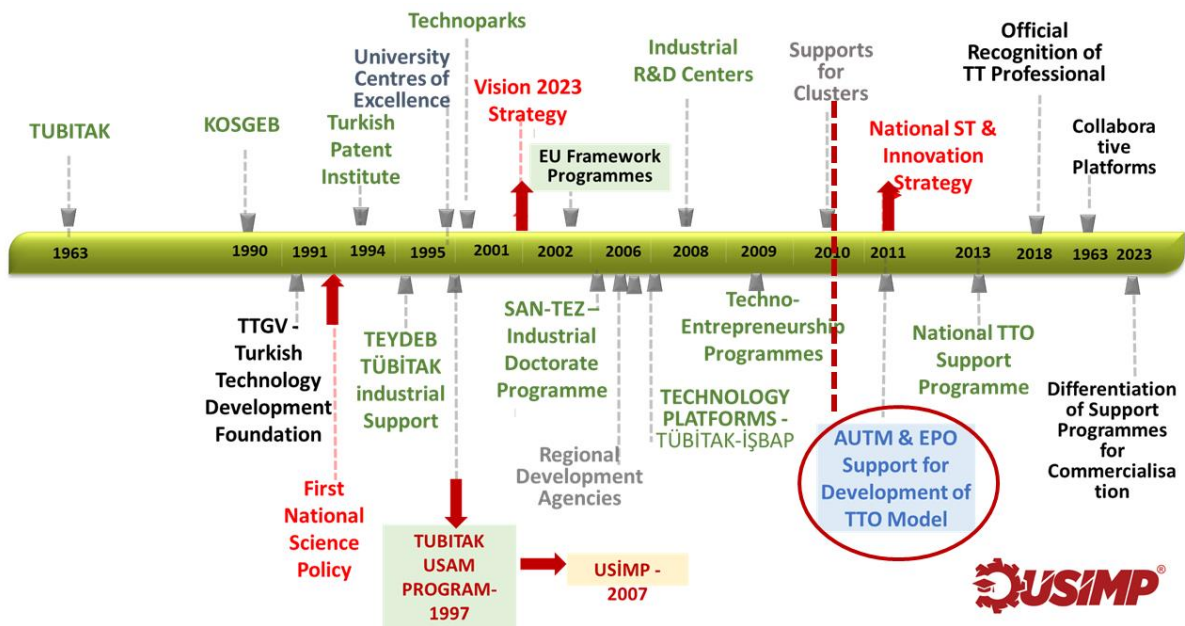 Technoparks
University
Centres of
Excellence
Vision 2023
Strategy
Industrial
R&D Centers
Supports
for
Clusters
Official
Recognition of
TT Professional
TUBITAK
KOSGEB
Turkish
Patent
Institute
EU Framework
Programmes
National ST &
Innovation
Strategy
Collabora
tive
Platforms
1963
1990
1991
1994
1995
2001
2002
2006
2008
2009
2010
2011
2013
2018
1963
2023
TTGV -
Turkish
Technology
Development
Foundation
First
National
Science
Policy
TEYDEB
TÜBİTAK
industrial
Support
TUBITAK
USAM
PROGRAM-
1997
USİMP -
2007
SAN-TEZ –
Industrial
Doctorate
Programme
Regional
Development
Agencies
TECHNOLOGY
PLATFORMS -
TÜBİTAK-İŞBAP
Techno-
Entrepreneurship
Programmes
AUTM & EPO
Support for
Development of
TTO Model
National TTO
Support
Programme
Differentiation
of Support
Programmes
for
Commercialisa
tion
ÜSİMP®